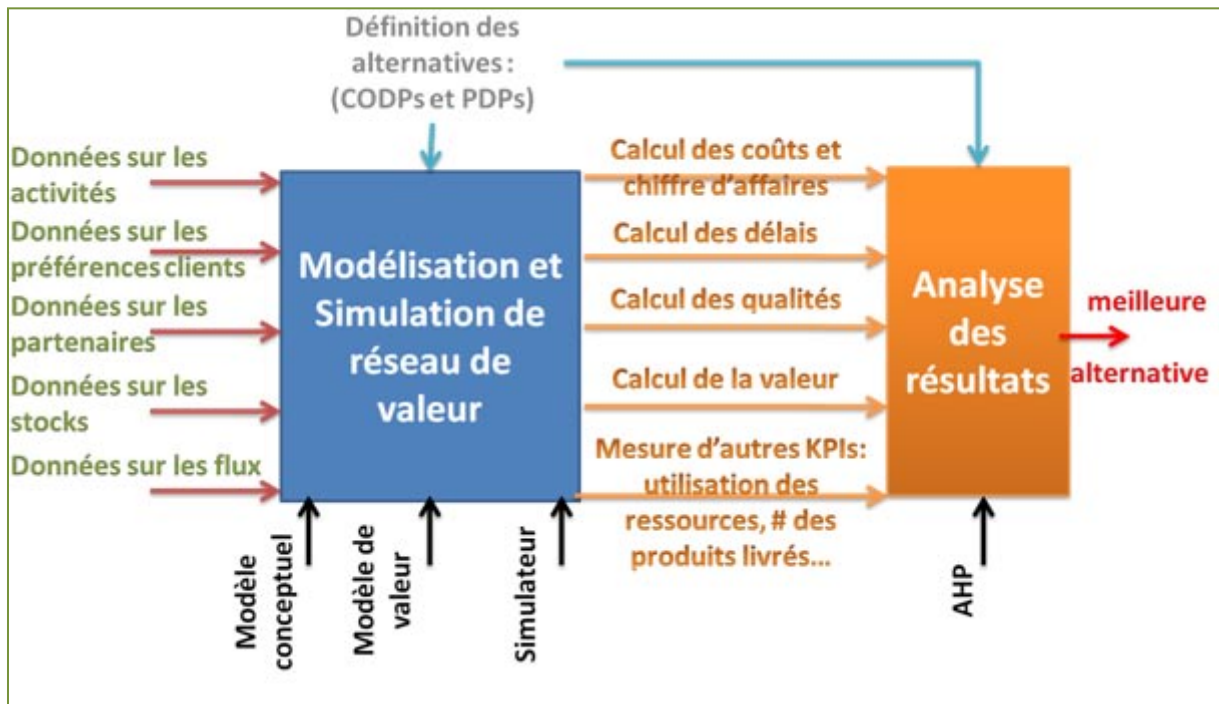 Définition des
alternatives :
(CODPs et PDPs)
Données sur les
activités
Données sur les
préférences clients
Données sur les
partenaires
Données sur les
stocks
Données sur les flux
Modélisation et
Simulation de
réseau de
valeur
Calcul des coûts et
chiffre d'affaires
Calcul des délais
Calcul des qualités
Calcul de la valeur
Mesure d'autres KPIs:
utilisation des
ressources, # des
produits livrés...
Analyse
des
résultats
meilleure
alternative
Modèle
conceptuel
Modèle de
valeur
Simulateur
AHP